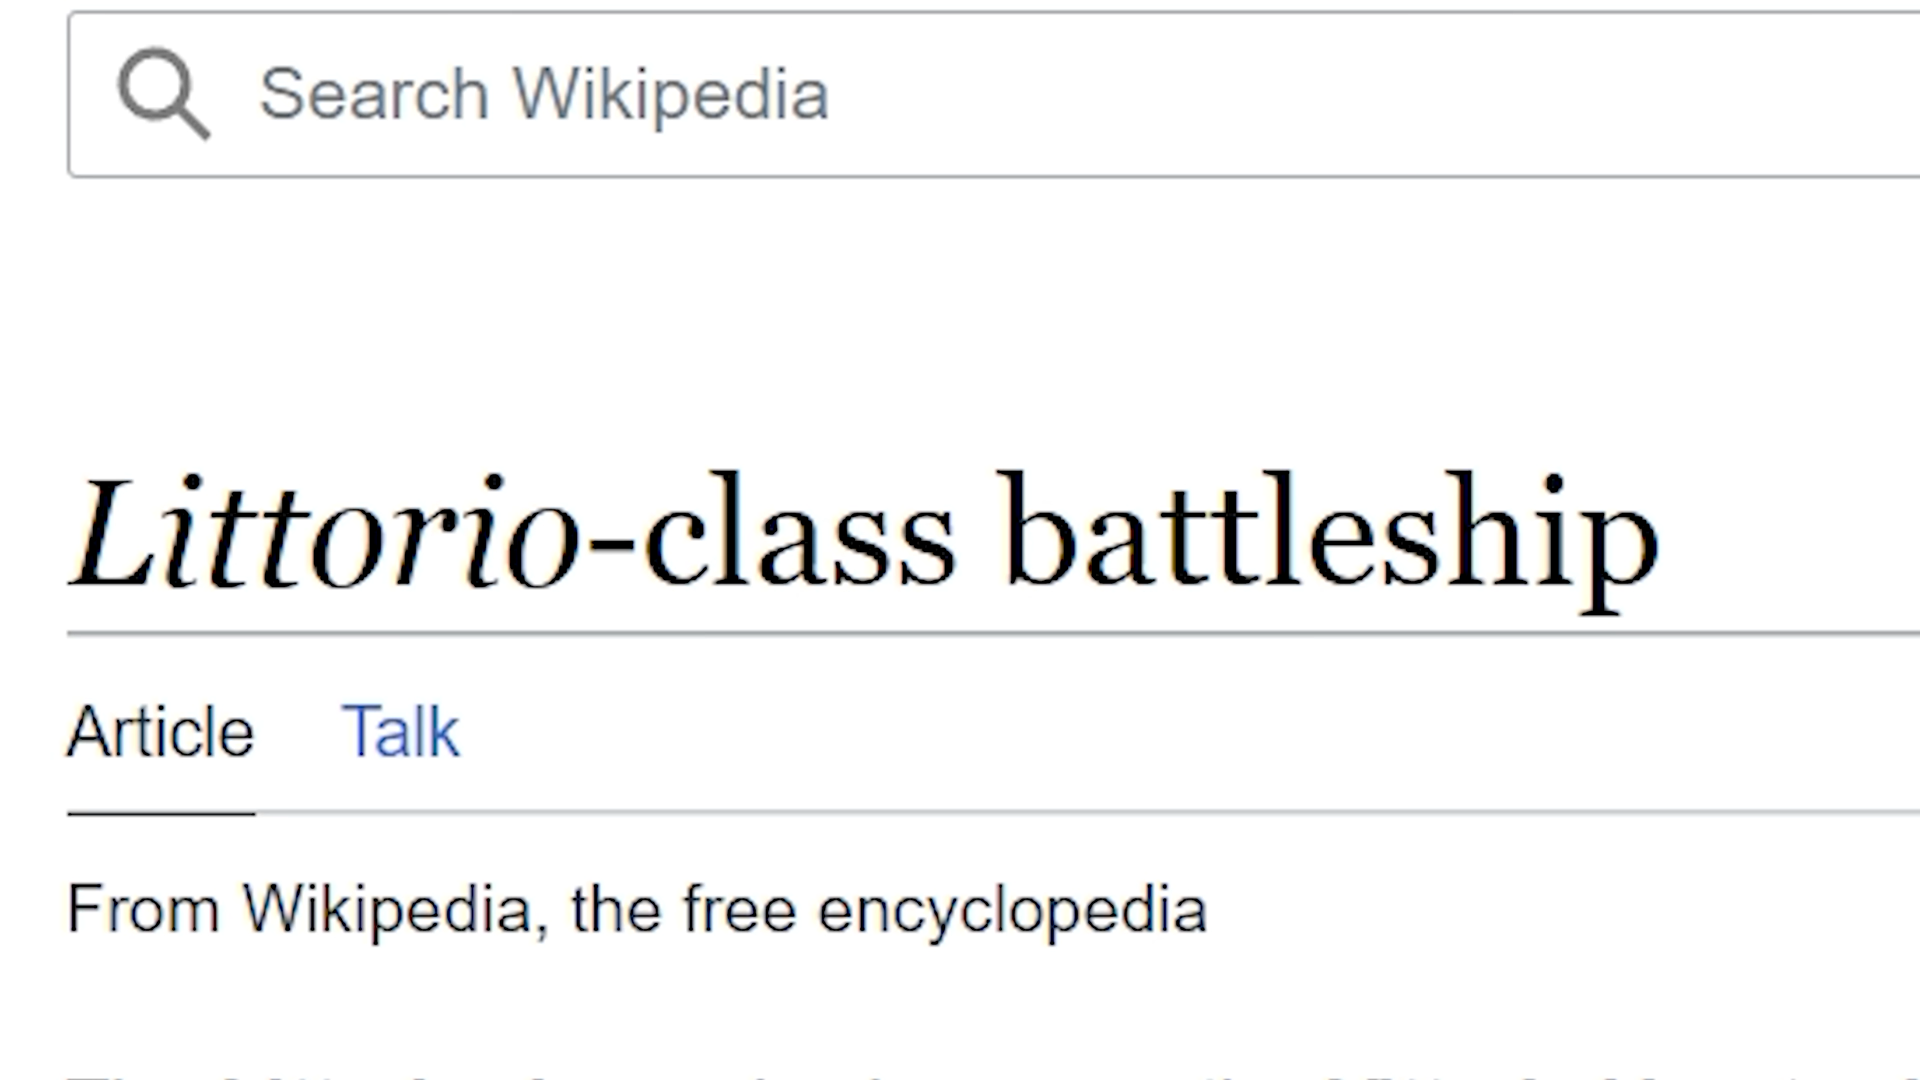 Search Wikipedia
Littorio-class battleship
Article Talk
From Wikipedia, the free encyclopedia